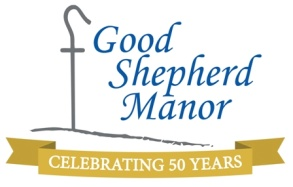 Good
Shepherd
Manor
CELEBRATING 50 YEARS